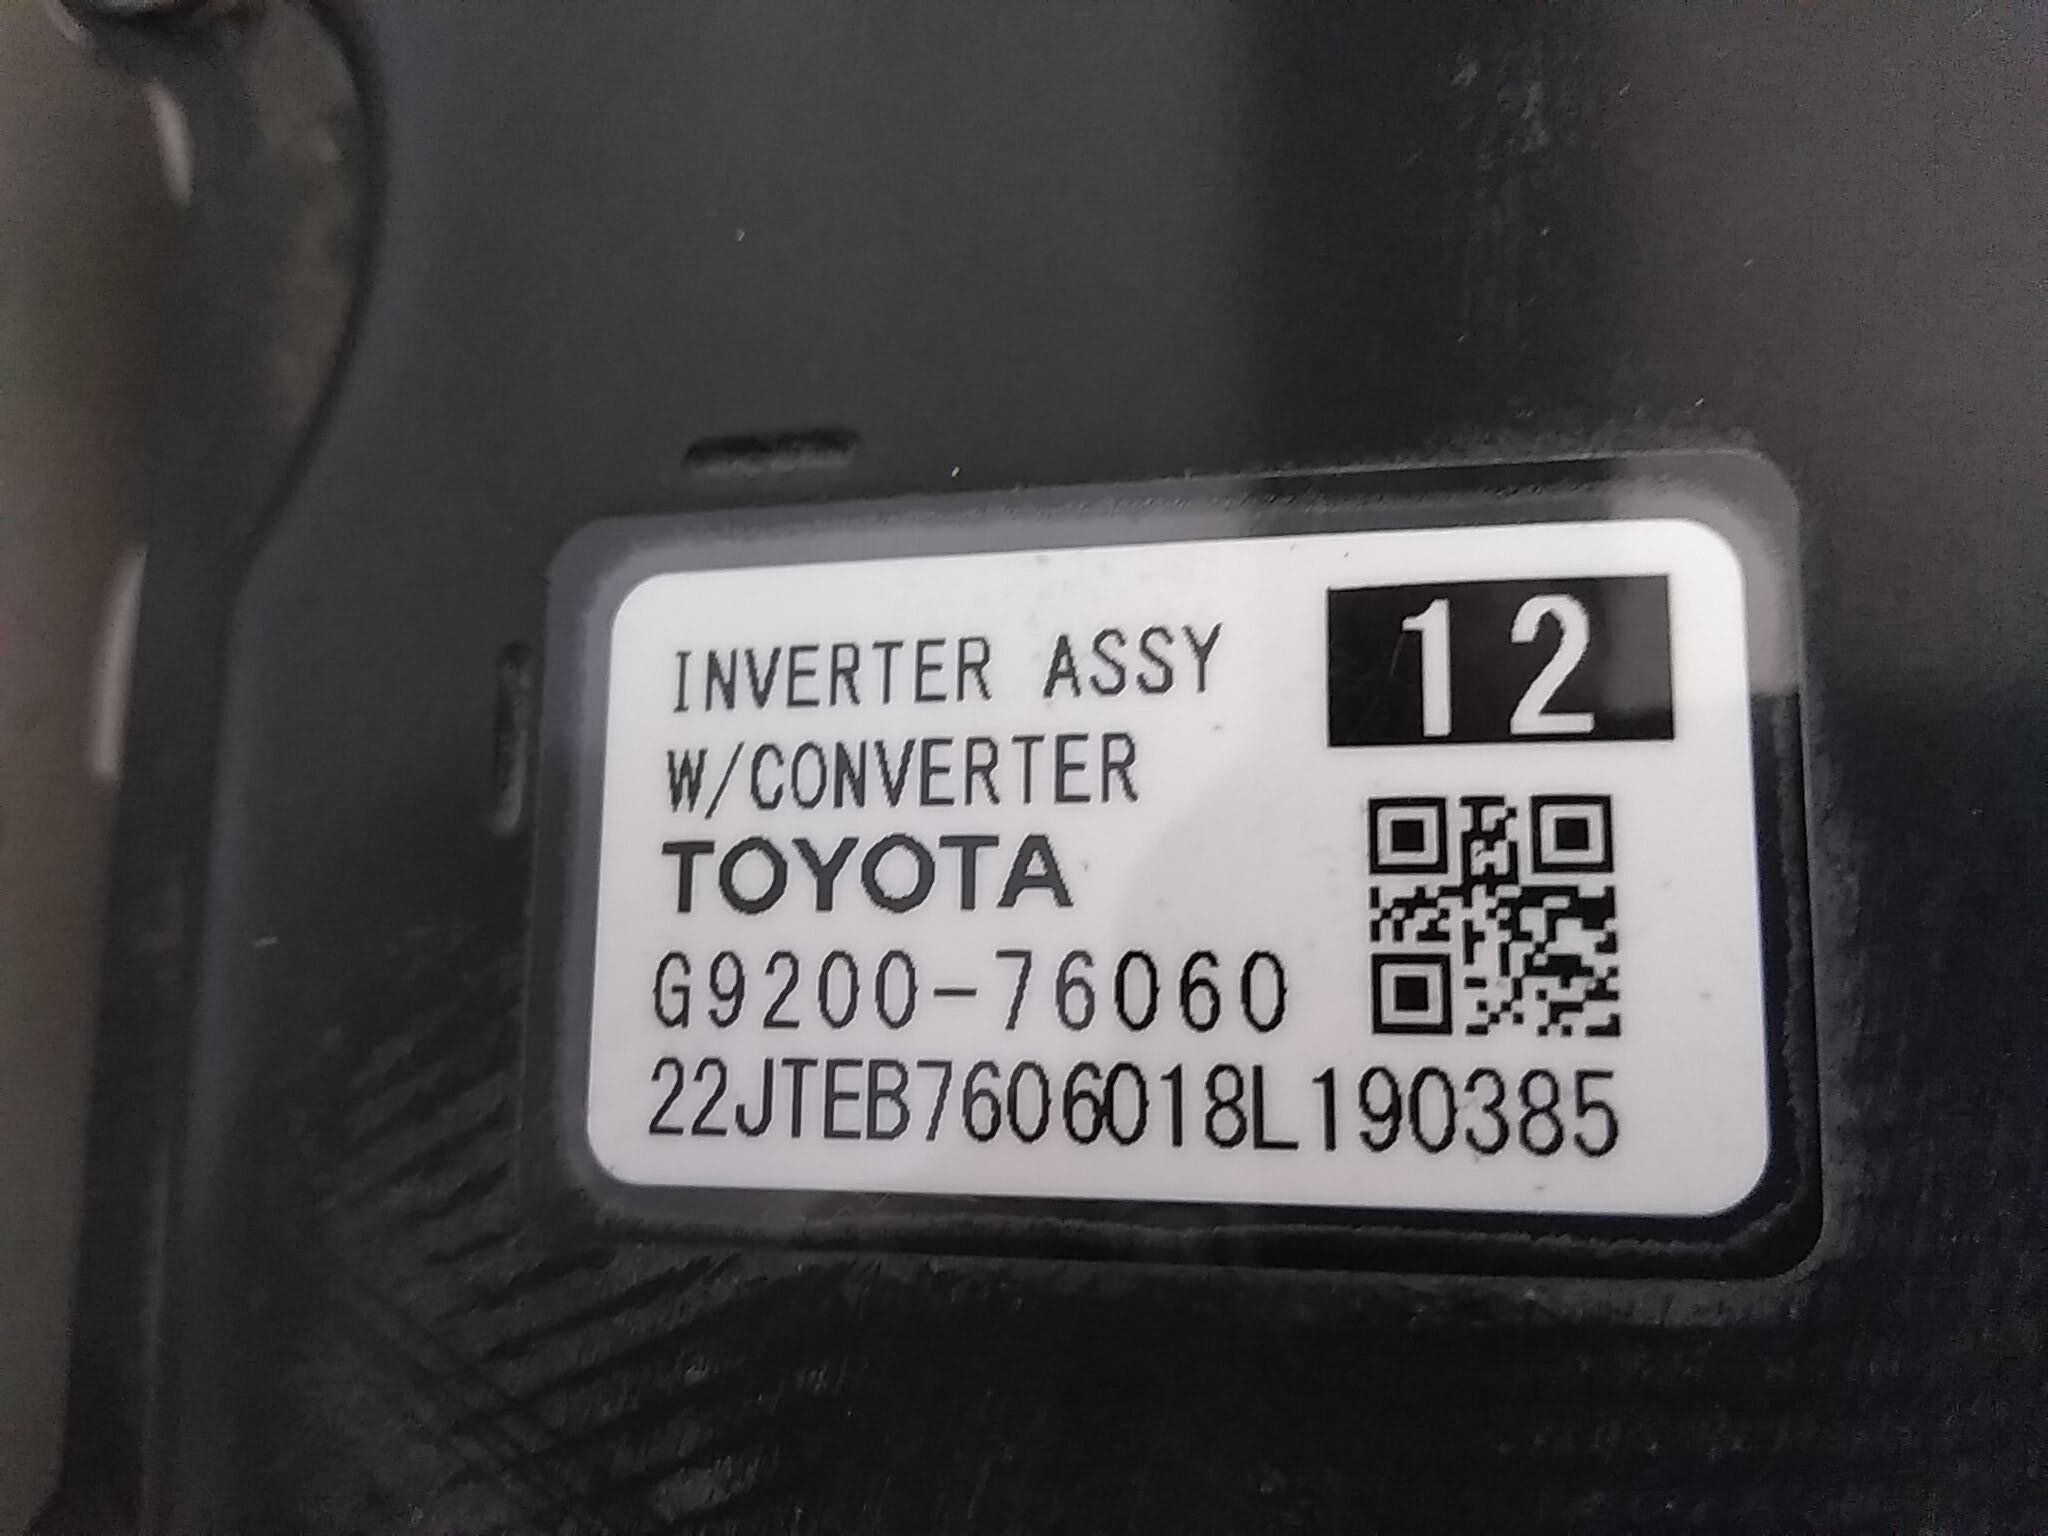 INVERTER ASSY
12
W/CONVERTER
TOYOTA
G9200-76060
22JTEB7606018L190385